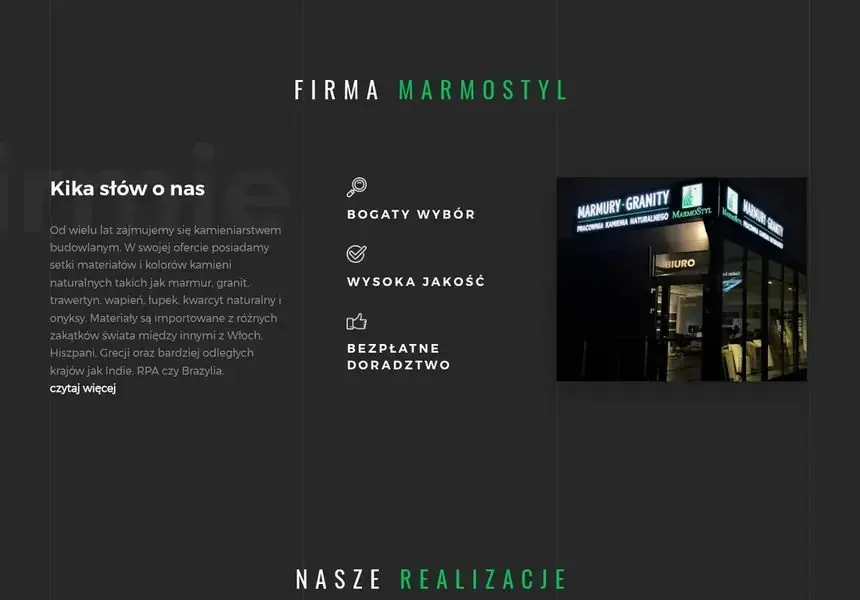 FIRMA MARMOSTYL
Kika słów o nas
Od wielu lat zajmujemy się kamieniarstwem
budowlanym. W swojej ofercie posiadamy
setki materiałów i kolorów kamieni
naturalnych takich jak marmur, granit,
trawertyn, wapień, łupek, kwarcyt naturalny i
onyksy. Materiały są importowane z różnych
zakątków świata między innymi z Włoch,
Hiszpani, Grecji oraz bardziej odległych
krajów jak Indie, RPA czy Brazylia.
czytaj więcej
BOGATY WYBÓR
WYSOKA JAKOŚĆ
BEZPŁATNE
DORADZTWO
MARMURY·GRANITY
PRACOWNIA KAMIENIA NATURALNEGO
MARMOSTYL
MARMURY·GRANITY
BIURO
NASZE REALIZACJE